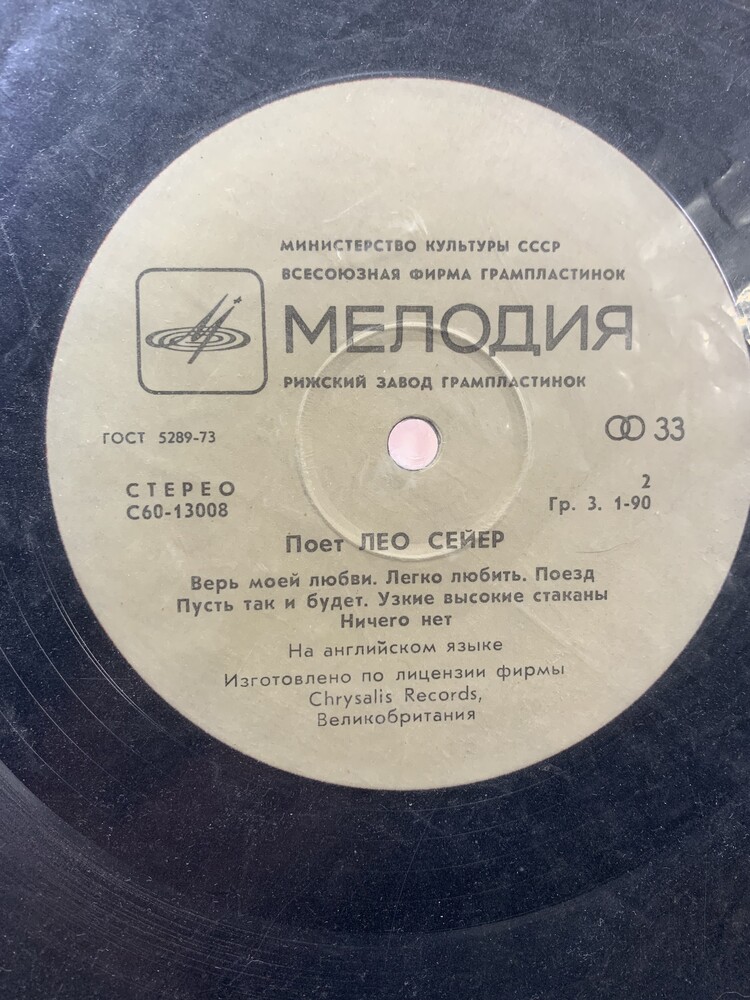 МИНИСТЕРСТВО КУЛЬТУРЫ СССР
ВСЕСОЮЗНАЯ ФИРМА ГРАМПЛАСТИНОК
МЕЛОДИЯ
РИЖСКИЙ ЗАВОД ГРАМПЛАСТИНОК
ГОСТ 5289-73
33
СТЕРЕО
2
С60-13008
Гр. 3. 1-90
Поет ЛЕО СЕЙЕР
Верь моей любви. Легко любить. Поезд
Пусть так и будет. Узкие высокие стаканы
Ничего нет
На английском языке
Изготовлено по лицензии фирмы
Chrysalis Records,
Великобритания